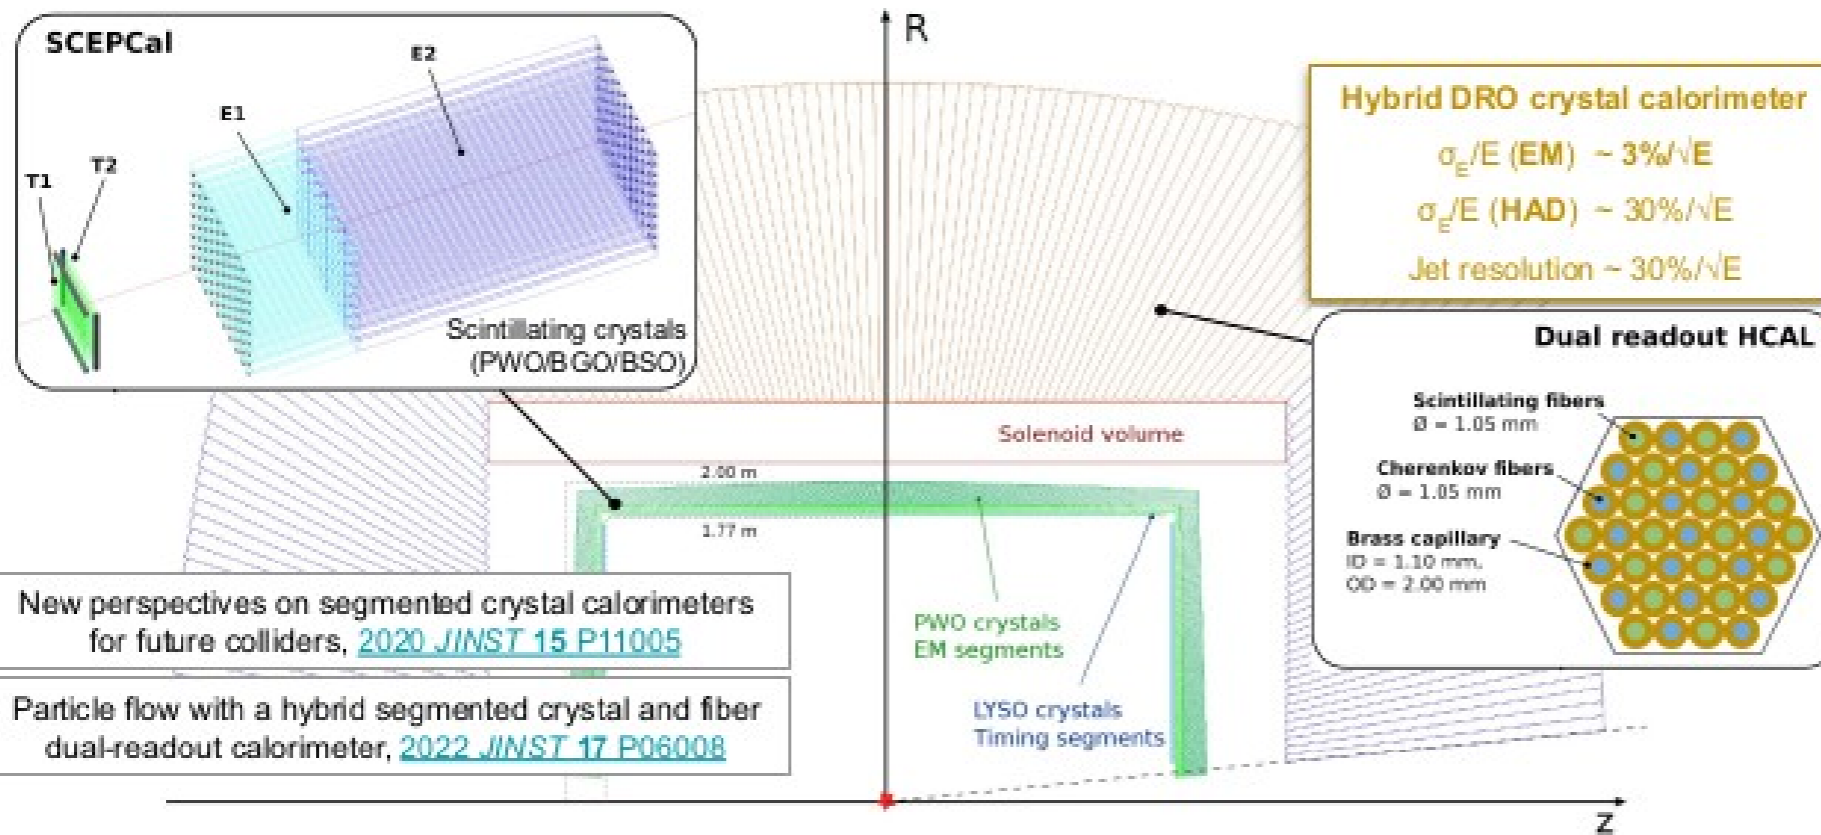 SCEPCal
E2
E1
T2
T1
Scintillating crystals
(PWO/BGO/BSO)
R
Hybrid DRO crystal calorimeter
σE/E (EM) ~ 3%/√E
σE/E (HAD) ~ 30%/√E
Jet resolution ~ 30%/√E
Dual readout HCAL
Scintillating fibers
Ø = 1.05 mm
Cherenkov fibers
Ø = 1.05 mm
Brass capillary
ID = 1.10 mm,
OD = 2.00 mm
Solenoid volume
2.00 m
1.77 m
PWO crystals
EM segments
LYSO crystals
Timing segments
New perspectives on segmented crystal calorimeters
for future colliders, 2020 JINST 15 P11005
Particle flow with a hybrid segmented crystal and fiber
dual-readout calorimeter, 2022 JINST 17 P06008
z